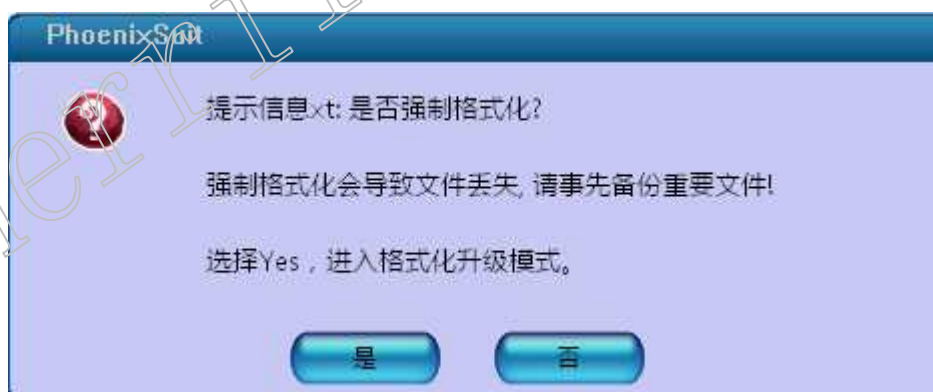 PhoenixSuit
提示信息xt: 是否强制格式化?
强制格式化会导致文件丢失, 请事先备份重要文件!
选择Yes，进入格式化升级模式。
是 否